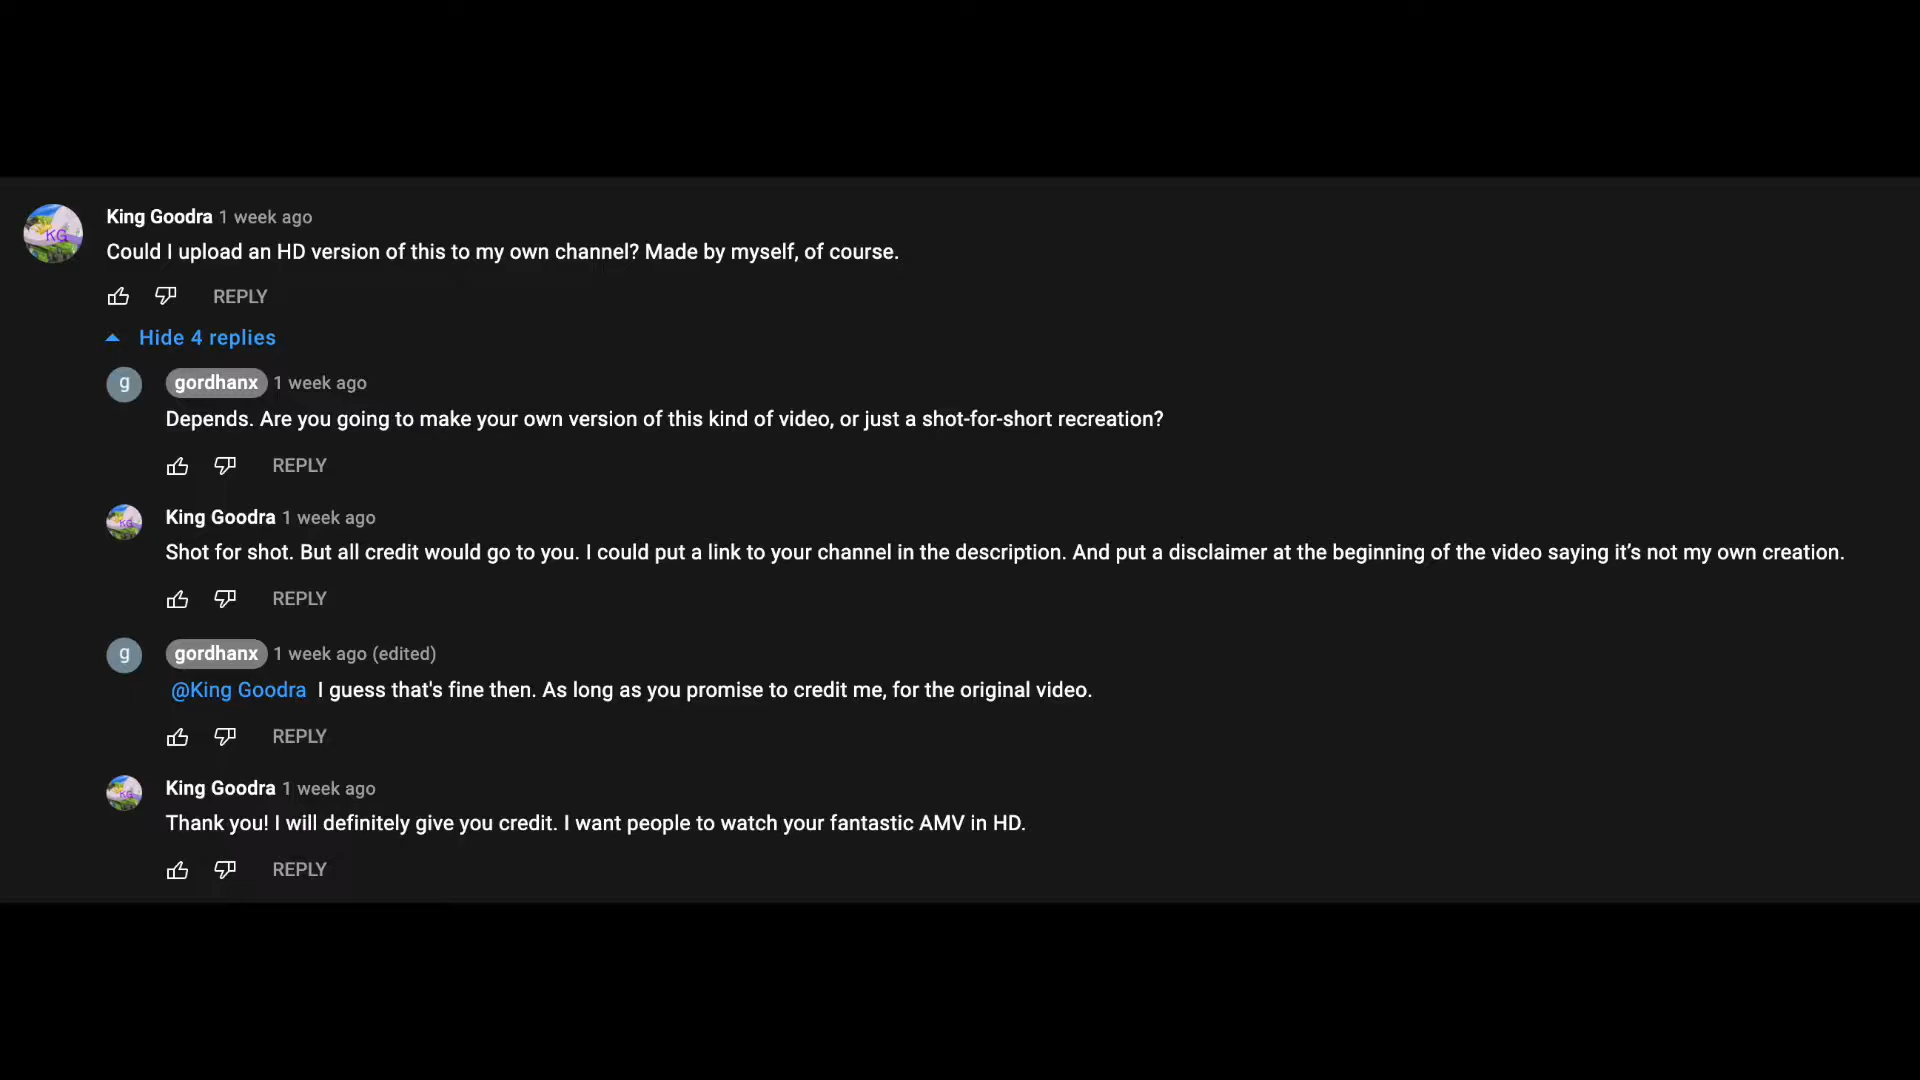 King Goodra 1 week ago
Could I upload an HD version of this to my own channel? Made by myself, of course.
REPLY
Hide 4 replies
g gordhanx 1 week ago
Depends. Are you going to make your own version of this kind of video, or just a shot-for-short recreation?
REPLY
King Goodra 1 week ago
Shot for shot. But all credit would go to you. I could put a link to your channel in the description. And put a disclaimer at the beginning of the video saying it’s not my own creation.
REPLY
g gordhanx 1 week ago (edited)
@King Goodra I guess that's fine then. As long as you promise to credit me, for the original video.
REPLY
King Goodra 1 week ago
Thank you! I will definitely give you credit. I want people to watch your fantastic AMV in HD.
REPLY
KG
KG
KG